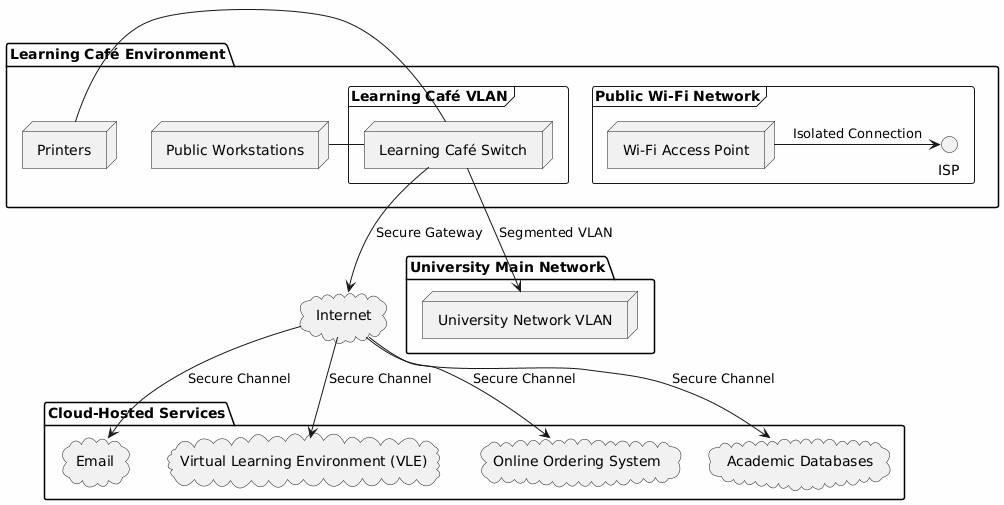 Learning Café Environment
Learning Café VLAN
Public Wi-Fi Network
Printers
Public Workstations
Learning Café Switch
Wi-Fi Access Point
Isolated Connection
ISP
Secure Gateway
Segmented VLAN
University Main Network
Internet
University Network VLAN
Secure Channel
Secure Channel
Secure Channel
Secure Channel
Cloud-Hosted Services
Email
Virtual Learning Environment (VLE)
Online Ordering System
Academic Databases